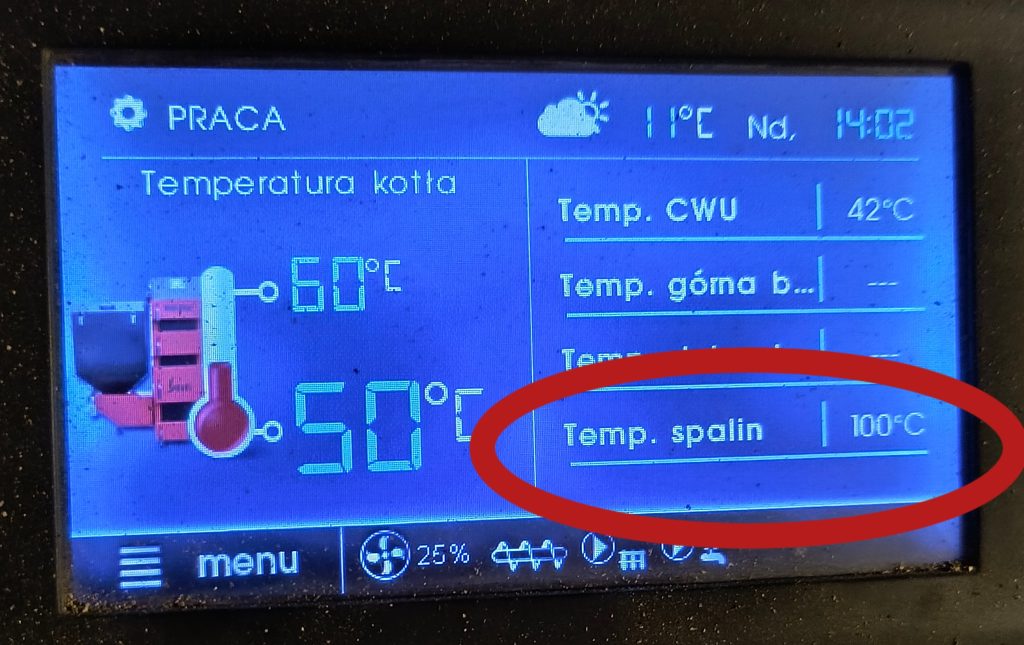 PRACA
11°C Nd, 14:02
Temperatura kotła
60°C
50°C
Temp. CWU 42°C
Temp. górna b... ---
Temp. ---
Temp. spalin 100°C
menu 25%